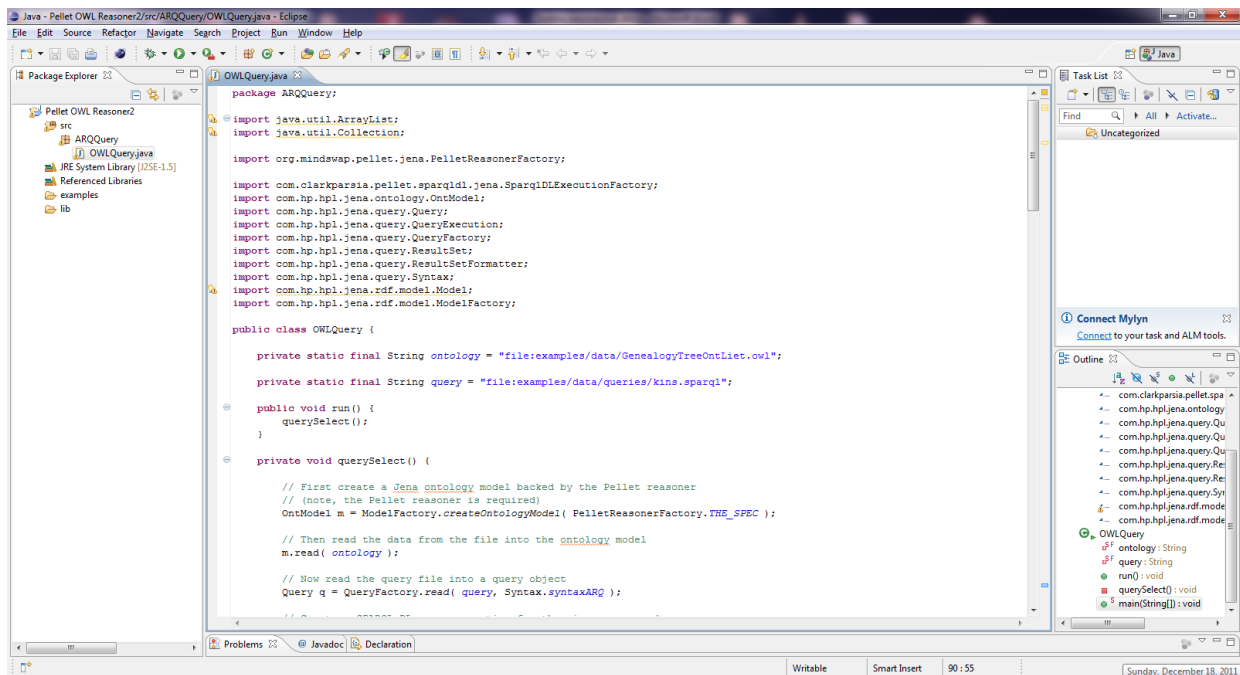 Java - Pellet OWL Reasoner2/src/ARQQuery/OWLQuery.java - Eclipse
File Edit Source Refactor Navigate Search Project Run Window Help
Java
Package Explorer
Pellet OWL Reasoner2
src
ARQQuery
OWLQuery.java
JRE System Library [J2SE-1.5]
Referenced Libraries
examples
lib
OWLQuery.java
package ARQQuery;
import java.util.ArrayList;
import java.util.Collection;
import org.mindswap.pellet.jena.PelletReasonerFactory;
import com.clarkparsia.pellet.sparqldl.jena.SparqlDLExecutionFactory;
import com.hp.hpl.jena.ontology.OntModel;
import com.hp.hpl.jena.query.Query;
import com.hp.hpl.jena.query.QueryExecution;
import com.hp.hpl.jena.query.QueryFactory;
import com.hp.hpl.jena.query.ResultSet;
import com.hp.hpl.jena.query.ResultSetFormatter;
import com.hp.hpl.jena.query.Syntax;
import com.hp.hpl.jena.rdf.model.Model;
import com.hp.hpl.jena.rdf.model.ModelFactory;
public class OWLQuery {
private static final String ontology = "file:examples/data/GenealogyTreeOntLiet.owl";
private static final String query = "file:examples/data/queries/kins.sparql";
public void run() {
querySelect();
}
private void querySelect() {
// First create a Jena ontology model backed by the Pellet reasoner
// (note, the Pellet reasoner is required)
OntModel m = ModelFactory.createOntologyModel( PelletReasonerFactory.THE_SPEC );
// Then read the data from the file into the ontology model
m.read( ontology );
// Now read the query file into a query object
Query q = QueryFactory.read( query, Syntax.syntaxARQ );
Task List
Find All Activate...
Uncategorized
Connect Mylyn
Connect to your task and ALM tools.
Outline
com.clarkparsia.pellet.spa
com.hp.hpl.jena.ontology
com.hp.hpl.jena.query.Qu
com.hp.hpl.jena.query.Qu
com.hp.hpl.jena.query.Qu
com.hp.hpl.jena.query.Re
com.hp.hpl.jena.query.Re
com.hp.hpl.jena.query.Syr
com.hp.hpl.jena.rdf.mode
com.hp.hpl.jena.rdf.mode
OWLQuery
ontology : String
query : String
run() : void
querySelect() : void
main(String[]) : void
Problems @ Javadoc Declaration
Writable Smart Insert 90 : 55
Sunday, December 18, 2011